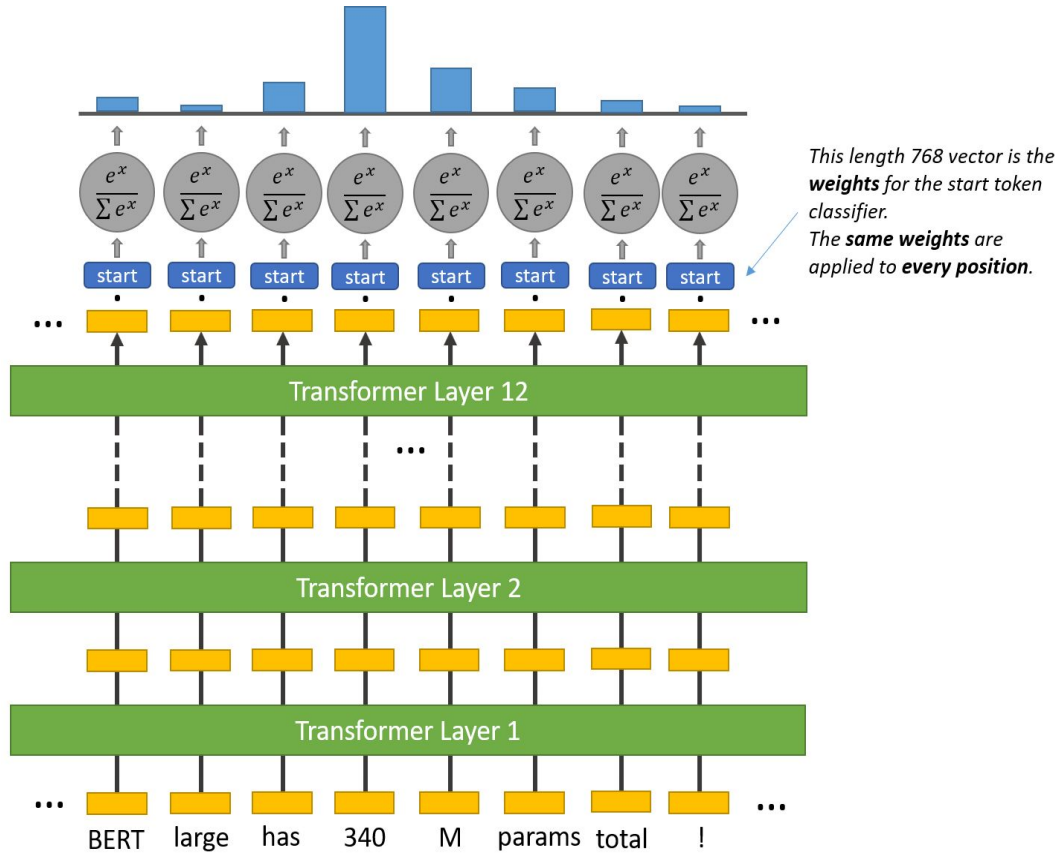 e^x e^x e^x e^x e^x e^x e^x e^x
∑ e^x ∑ e^x ∑ e^x ∑ e^x ∑ e^x ∑ e^x ∑ e^x ∑ e^x
This length 768 vector is the
weights for the start token
classifier.
The same weights are
applied to every position.
start start start start start start start start
... ...
Transformer Layer 12
...
Transformer Layer 2
Transformer Layer 1
... ...
BERT large has 340 M params total !